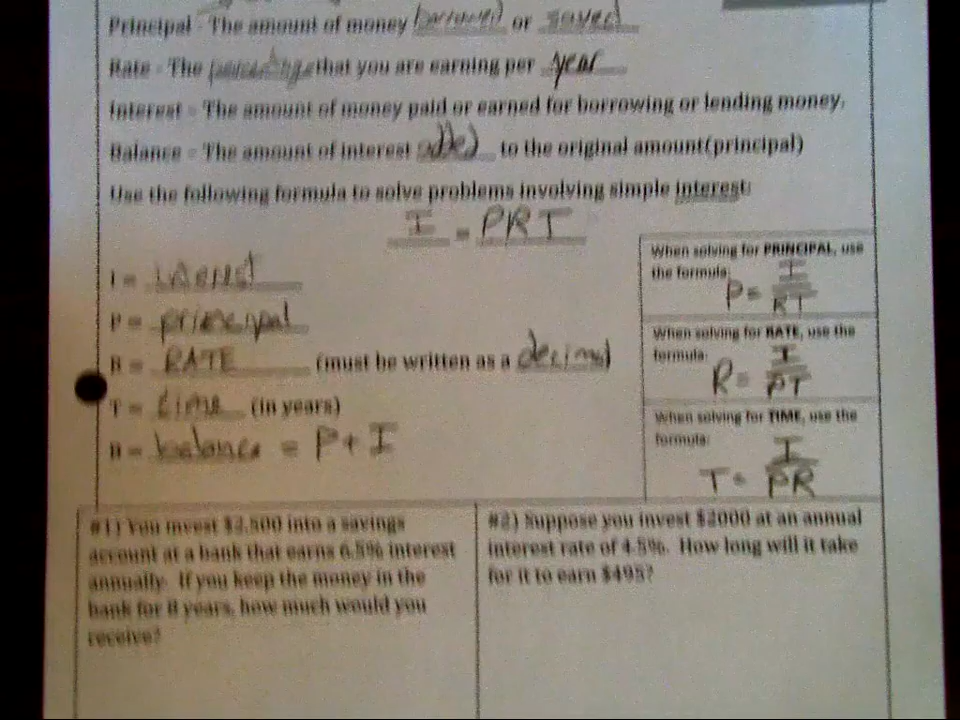 Principal - The amount of money borrowed or saved
Rate - The percentage that you are earning per year
Interest - The amount of money paid or earned for borrowing or lending money.
Balance - The amount of interest added to the original amount(principal)
Use the following formula to solve problems involving simple interest:
I = PRT
I =
P = principal
R = RATE (must be written as a decimal)
T = time (in years)
B = balance = P + I
When solving for PRINCIPAL, use
the formula:
P = I
RT
When solving for RATE, use the
formula:
R = I
PT
When solving for TIME, use the
formula:
T = I
PR
#1) You invest $2,500 into a savings
account at a bank that earns 6.5% interest
annually. If you keep the money in the
bank for 8 years, how much would you
receive?
#2) Suppose you invest $2000 at an annual
interest rate of 4.5%. How long will it take
for it to earn $495?